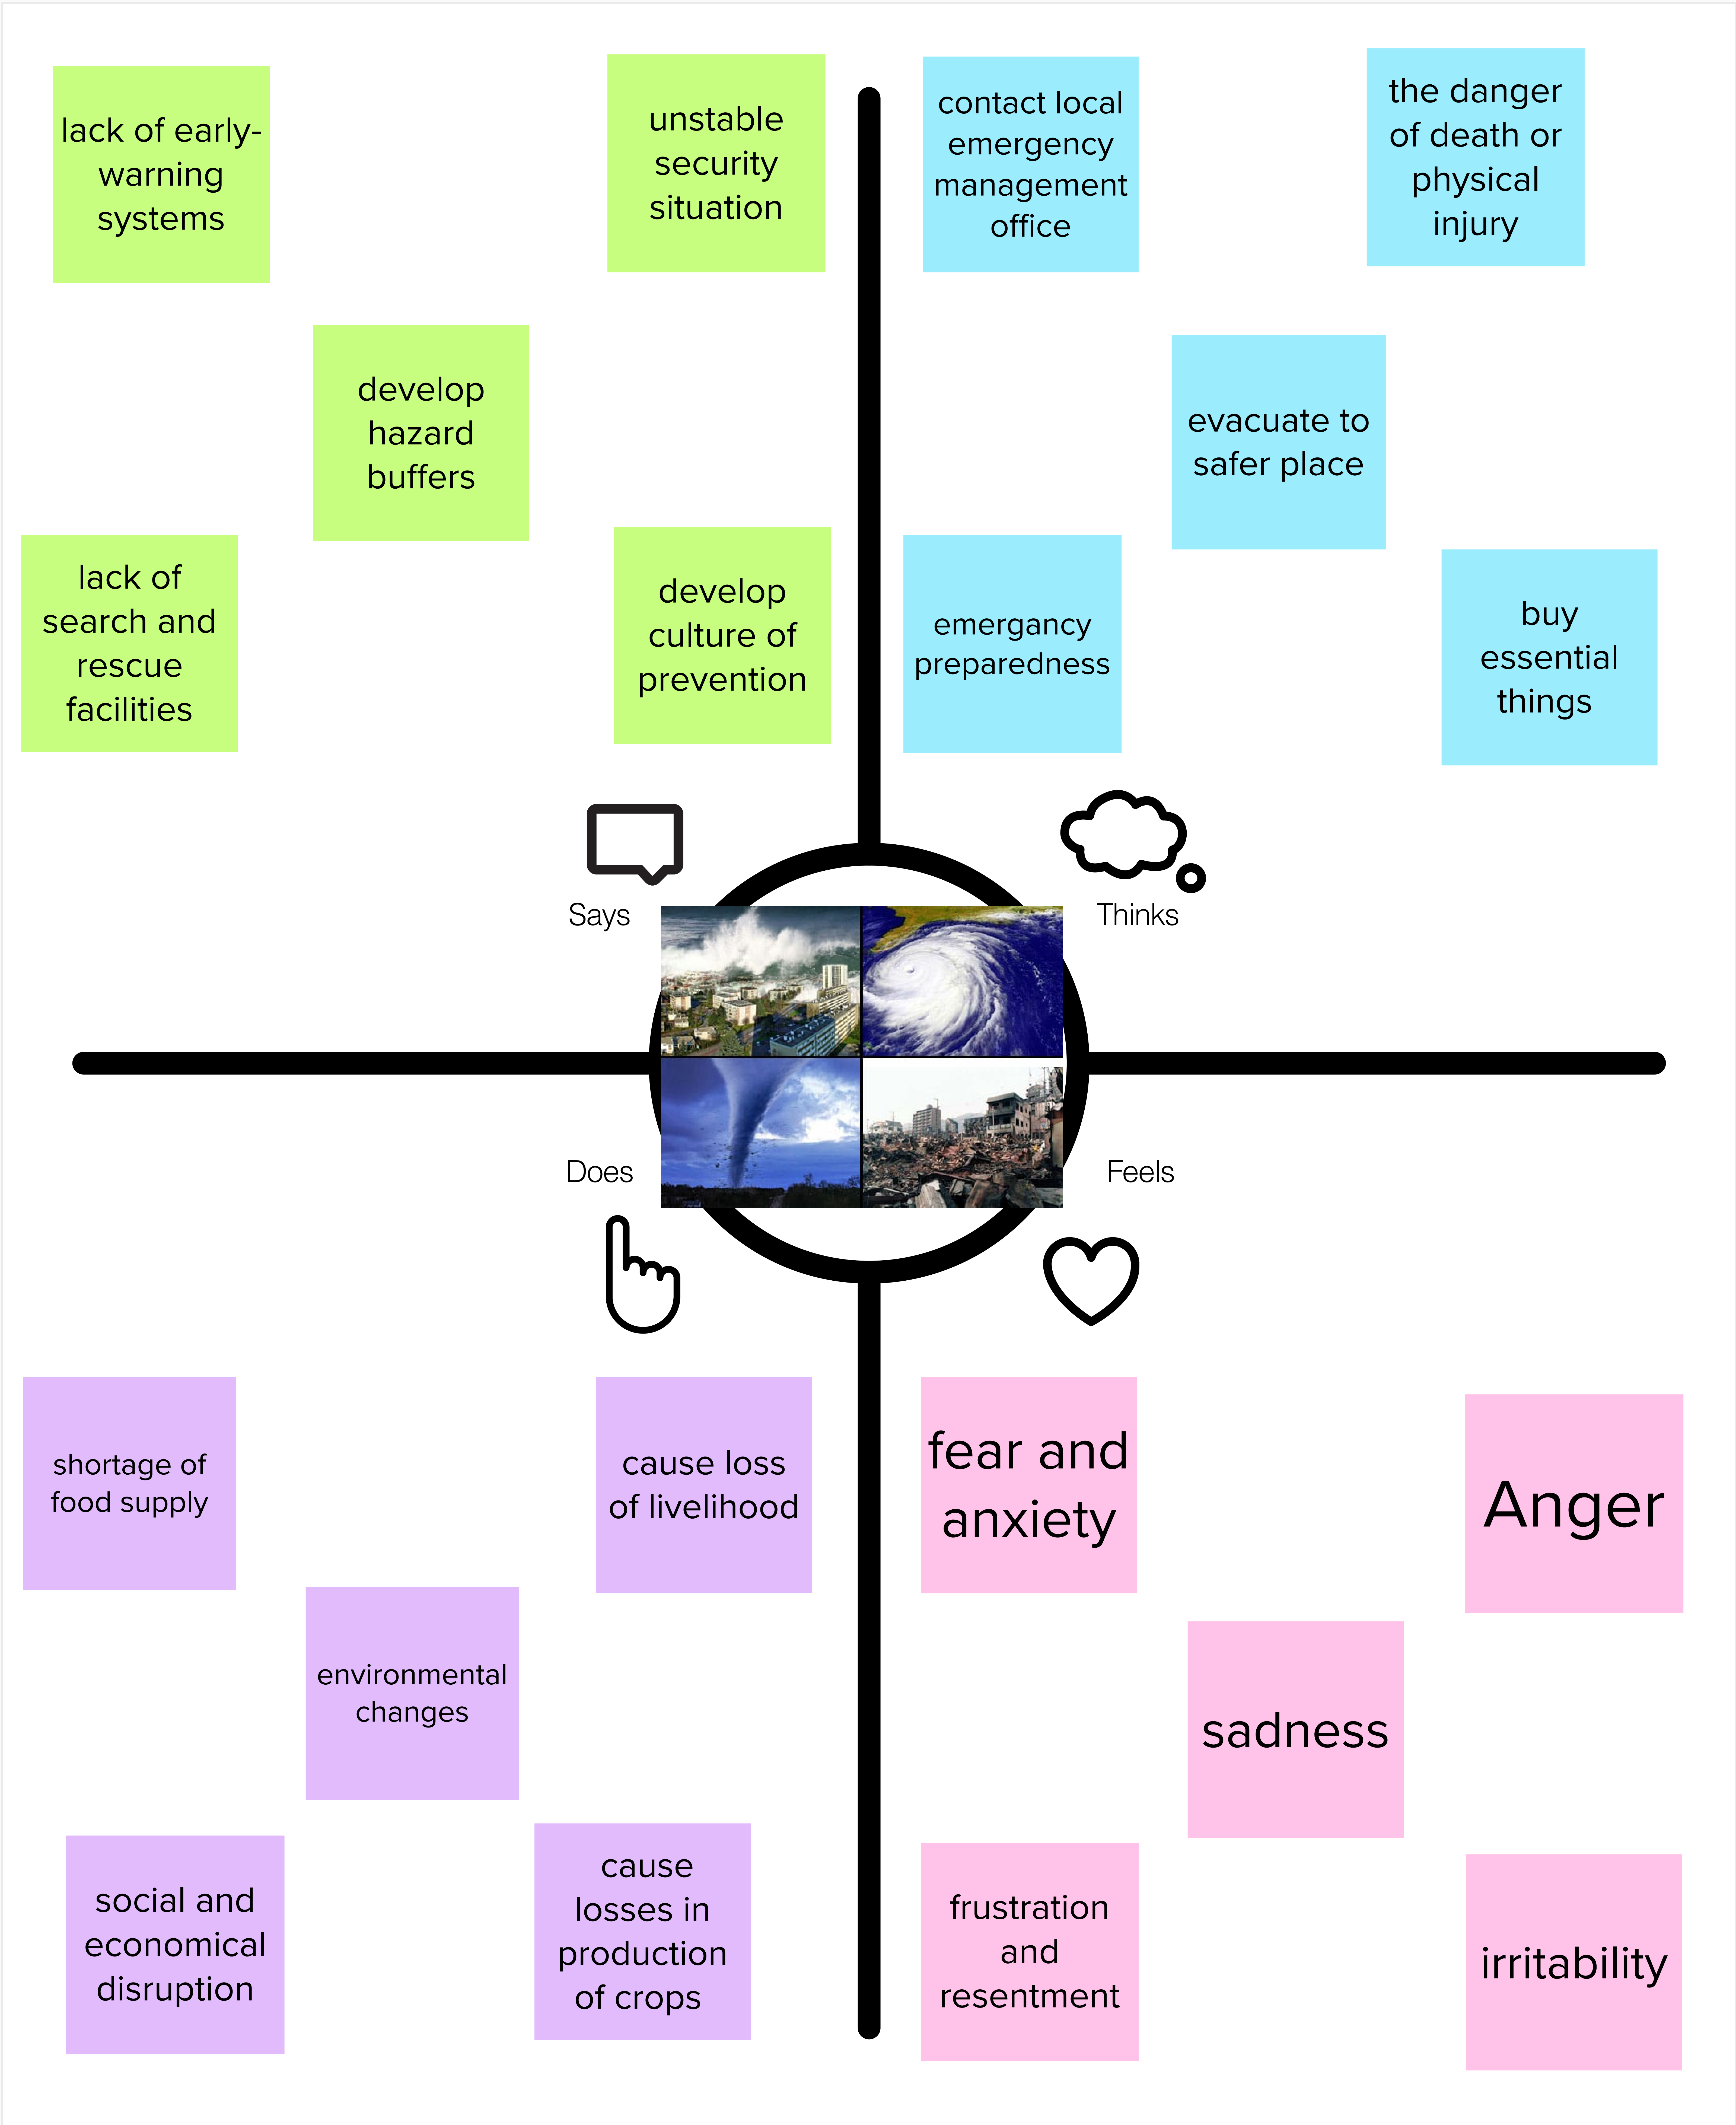 lack of early-
warning
systems
unstable
security
situation
develop
hazard
buffers
lack of
search and
rescue
facilities
develop
culture of
prevention
contact local
emergency
management
office
the danger
of death or
physical
injury
evacuate to
safer place
emergancy
preparedness
buy
essential
things
Says
Thinks
Does
Feels
shortage of
food supply
cause loss
of livelihood
environmental
changes
social and
economical
disruption
cause
losses in
production
of crops
fear and
anxiety
Anger
sadness
frustration
and
resentment
irritability